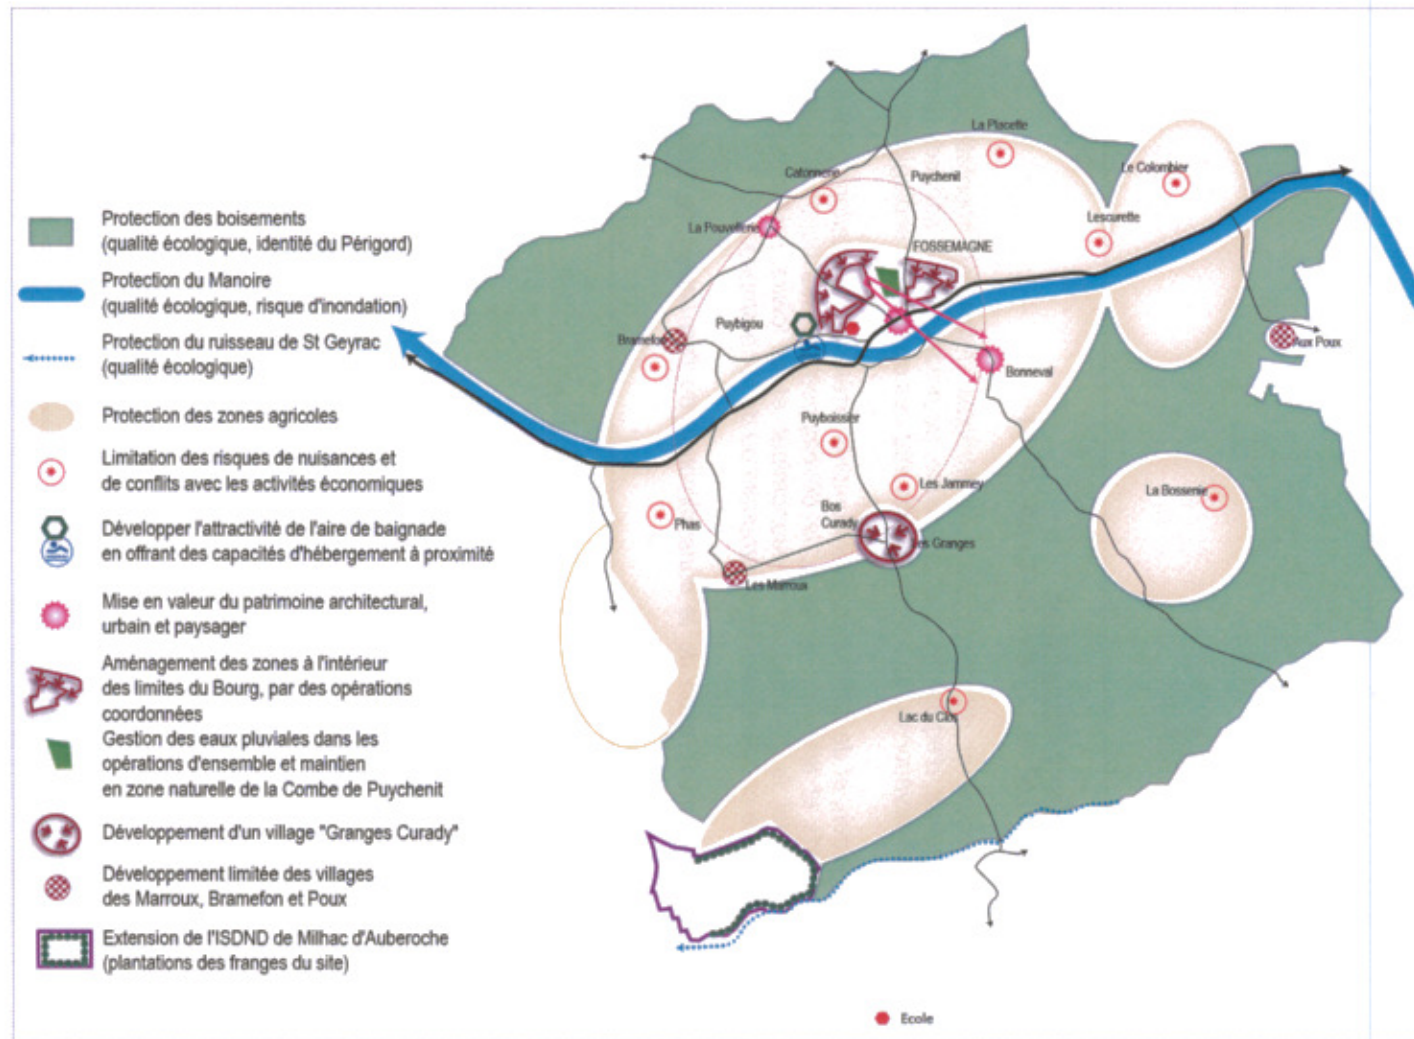 Protection des boisements
(qualité écologique, identité du Périgord)
Protection du Manoire
(qualité écologique, risque d'inondation)
Protection du ruisseau de St Geyrac
(qualité écologique)
Protection des zones agricoles
Limitation des risques de nuisances et
de conflits avec les activités économiques
Développer l'attractivité de l'aire de baignade
en offrant des capacités d'hébergement à proximité
Mise en valeur du patrimoine architectural,
urbain et paysager
Aménagement des zones à l'intérieur
des limites du Bourg, par des opérations
coordonnées
Gestion des eaux pluviales dans les
opérations d'ensemble et maintien
en zone naturelle de la Combe de Puychenit
Développement d'un village "Granges Curady"
Développement limitée des villages
des Marroux, Bramefon et Poux
Extension de l'ISDND de Milhac d'Auberoche
(plantations des franges du site)
La Placette
Le Colombier
Catonnerie
Puychenil
Lescurette
La Pouvellerie
FOSSEMAGNE
Puybigou
Bramefon
Aux Poux
Bonneval
Puyboissier
Les Jammey
La Bossenie
Bos
Curady
Phas
Les Granges
Les Marroux
Lac du Clos
Ecole